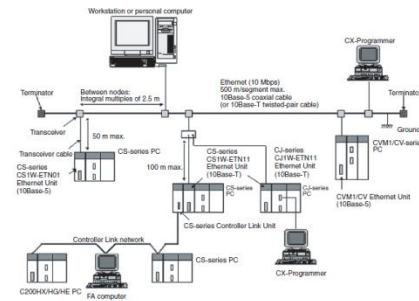 Workstation or personal computer
CX-Programmer
Terminator
Between nodes:
Integral multiples of 2.5 m
Ethernet (10 Mbps)
500 m/segment max.
10Base-5 coaxial cable
(or 10Base-T twisted-pair cable)
Terminator
Transceiver
Ground
Transceiver cable
50 m max.
CS-series PC
CS-series
CS1W-ETN01
Ethernet Unit
(10Base-5)
100 m max.
CS-series
CS1W-ETN11
Ethernet Unit
(10Base-T)
CS-series
PC
CJ-series
CJ1W-ETN11
Ethernet Unit
(10Base-T)
CJ-series
PC
CVM1/CV-series
PC
CVM1/CV Ethernet Unit
(10Base-5)
CS-series Controller Link Unit
Controller Link network
CS-series PC
C200HX/HG/HE PC
FA computer
CX-Programmer